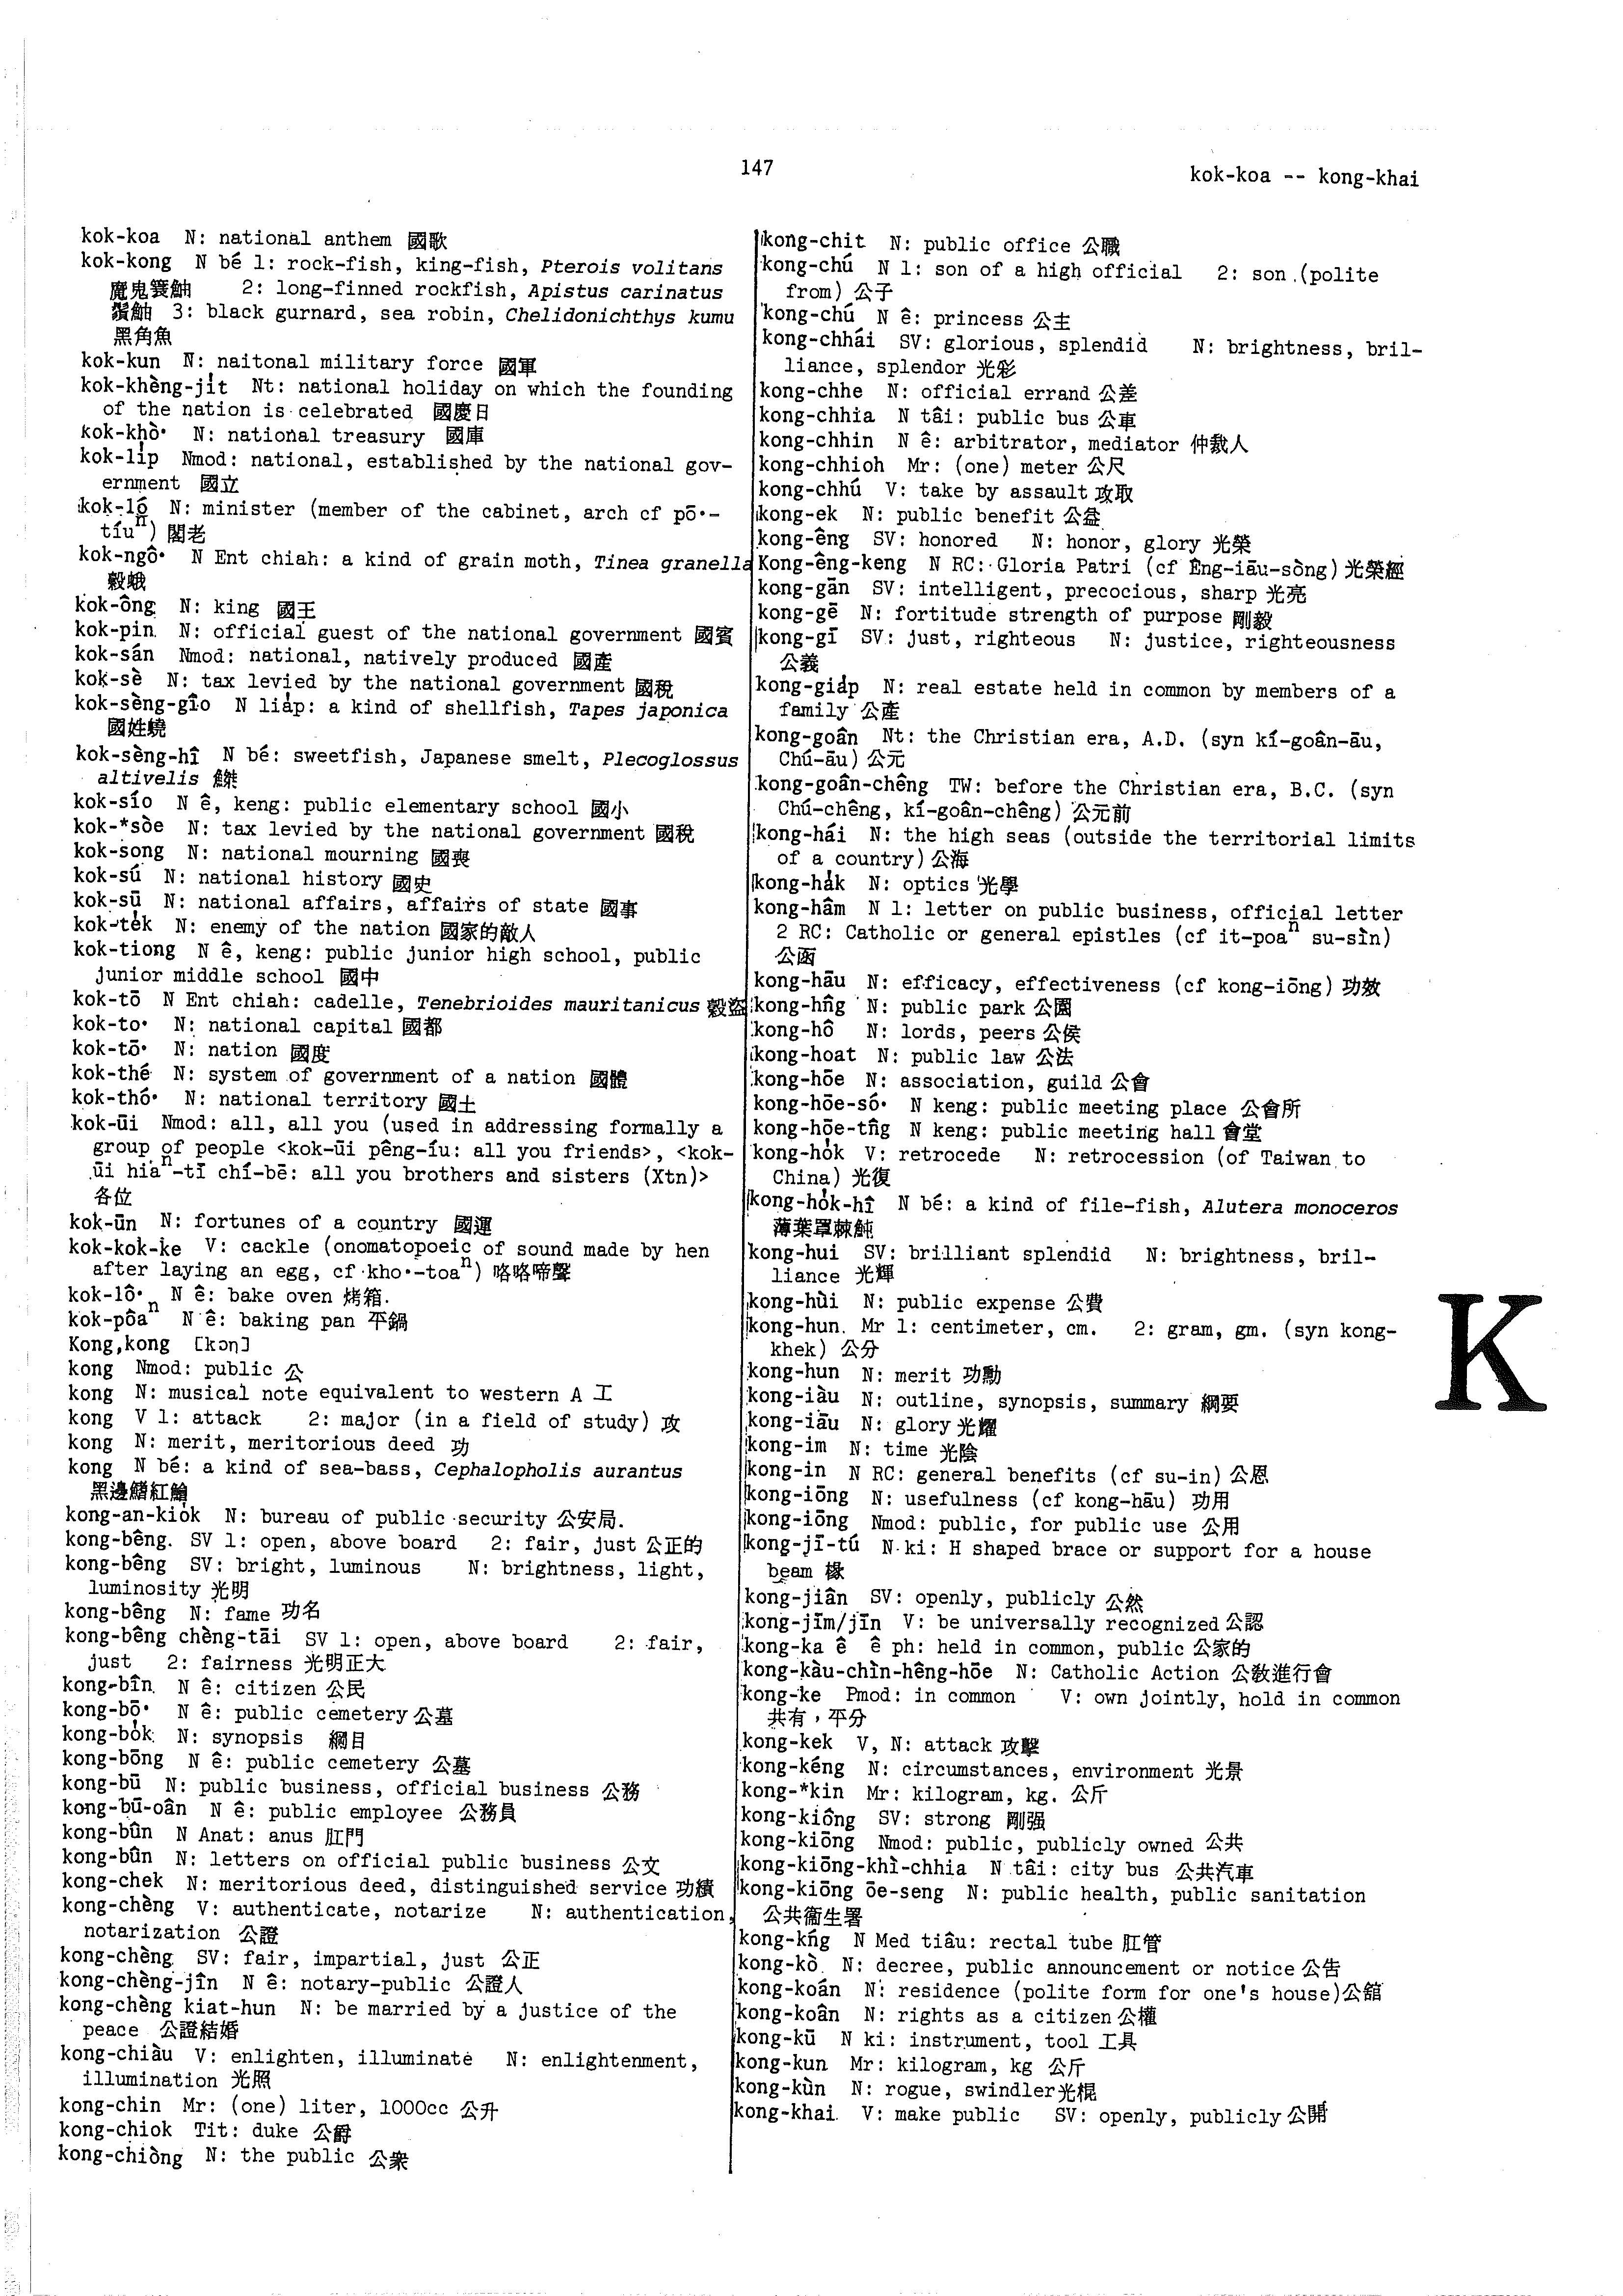 147
kok-koa -- kong-khai
kok-koa N: national anthem 國歌
kok-kong N bé 1: rock-fish, king-fish, Pterois volitans
魔鬼簑鮋 2: long-finned rockfish, Apistus carinatus
鬚鮋 3: black gurnard, sea robin, Chelidonichthys kumu
黑角魚
kok-kun N: naitonal military force 國軍
kok-khèng-ji̍t Nt: national holiday on which the founding
of the nation is celebrated 國慶日
kok-khò͘ N: national treasury 國庫
kok-li̍p Nmod: national, established by the national gov-
ernment 國立
kok-ló N: minister (member of the cabinet, arch cf pō͘-
tíuⁿ) 閣老
kok-ngô͘ N Ent chiah: a kind of grain moth, Tinea granella
穀蛾
kok-ông N: king 國王
kok-pin N: official guest of the national government 國賓
kok-sán Nmod: national, natively produced 國產
kok-sè N: tax levied by the national government 國稅
kok-sèng-gîo N lia̍p: a kind of shellfish, Tapes japonica
國姓蟯
kok-sèng-hî N bé: sweetfish, Japanese smelt, Plecoglossus
altivelis
kok-sío N ê, keng: public elementary school 國小
kok-*sòe N: tax levied by the national government 國稅
kok-song N: national mourning 國喪
kok-sú N: national history 國史
kok-sū N: national affairs, affairs of state 國事
kok-te̍k N: enemy of the nation 國家的敵人
kok-tiong N ê, keng: public junior high school, public
junior middle school 國中
kok-tō N Ent chiah: cadelle, Tenebrioides mauritanicus 穀盜
kok-to͘ N: national capital 國都
kok-tō͘ N: nation 國度
kok-thé N: system of government of a nation 國體
kok-thó͘ N: national territory 國土
kok-ūi Nmod: all, all you (used in addressing formally a
group of people <kok-ūi pêng-íu: all you friends>, <kok-
ūi hiaⁿ-tī chí-bē: all you brothers and sisters (Xtn)>
各位
kok-ūn N: fortunes of a country 國運
kok-kok-ke V: cackle (onomatopoeic of sound made by hen
after laying an egg, cf kho͘-toaⁿ) 咯咯啼聲
kok-lô͘ N ê: bake oven 烤箱.
kok-pôaⁿ N ê: baking pan 平鍋
Kong,kong [kɔŋ]
kong Nmod: public 公
kong N: musical note equivalent to western A 工
kong V 1: attack 2: major (in a field of study) 攻
kong N: merit, meritorious deed 功
kong N bé: a kind of sea-bass, Cephalopholis aurantus
黑邊鰭紅鱠
kong-an-kio̍k N: bureau of public security 公安局.
kong-bêng. SV 1: open, above board 2: fair, just 公正的
kong-bêng SV: bright, luminous N: brightness, light,
luminosity 光明
kong-bêng N: fame 功名
kong-bêng chèng-tāi SV 1: open, above board 2: fair,
just 2: fairness 光明正大
kong-bîn N ê: citizen 公民
kong-bō͘ N ê: public cemetery 公墓
kong-bo̍k N: synopsis 綱目
kong-bōng N ê: public cemetery 公墓
kong-bū N: public business, official business 公務
kong-bū-oân N ê: public employee 公務員
kong-bûn N Anat: anus 肛門
kong-bûn N: letters on official public business 公文
kong-chek N: meritorious deed, distinguished service 功績
kong-chèng V: authenticate, notarize N: authentication,
notarization 公證
kong-chèng SV: fair, impartial, just 公正
kong-chèng-jîn N ê: notary-public 公證人
kong-chèng kiat-hun N: be married by a justice of the
peace 公證結婚
kong-chiàu V: enlighten, illuminate N: enlightenment,
illumination 光照
kong-chin Mr: (one) liter, 1000cc 公升
kong-chiok Tit: duke 公爵
kong-chiòng N: the public 公衆
kong-chit N: public office 公職
kong-chú N 1: son of a high official 2: son (polite
from) 公子
kong-chú N ê: princess 公主
kong-chhái SV: glorious, splendid N: brightness, bril-
liance, splendor 光彩
kong-chhe N: official errand 公差
kong-chhia N tâi: public bus 公車
kong-chhin N ê: arbitrator, mediator 仲裁人
kong-chhioh Mr: (one) meter 公尺
kong-chhú V: take by assault 攻取
kong-ek N: public benefit 公益
kong-êng SV: honored N: honor, glory 光榮
Kong-êng-keng N RC: Gloria Patri (cf Êng-iāu-sòng) 光榮經
kong-gān SV: intelligent, precocious, sharp 光亮
kong-gē N: fortitude strength of purpose 剛毅
kong-gī SV: just, righteous N: justice, righteousness
公義
kong-gia̍p N: real estate held in common by members of a
family 公產
kong-goân Nt: the Christian era, A.D. (syn kí-goân-āu,
Chú-āu) 公元
kong-goân-chêng TW: before the Christian era, B.C. (syn
Chú-chêng, kí-goân-chêng) 公元前
kong-hái N: the high seas (outside the territorial limits
of a country) 公海
kong-ha̍k N: optics 光學
kong-hâm N 1: letter on public business, official letter
2 RC: Catholic or general epistles (cf it-poaⁿ su-sìn)
公函
kong-hāu N: efficacy, effectiveness (cf kong-iōng) 功效
kong-hn̂g N: public park 公園
kong-hô N: lords, peers 公侯
kong-hoat N: public law 公法
kong-hōe N: association, guild 公會
kong-hōe-só͘ N keng: public meeting place 公會所
kong-hōe-tn̂g N keng: public meeting hall 會堂
kong-ho̍k V: retrocede N: retrocession (of Taiwan to
China) 光復
kong-ho̍k-hî N bé: a kind of file-fish, Alutera monoceros
薄葉單棘魨
kong-hui SV: brilliant splendid N: brightness, bril-
liance 光輝
kong-hùi N: public expense 公費
kong-hun. Mr 1: centimeter, cm. 2: gram, gm. (syn kong-
khek) 公分
kong-hun N: merit 功勳
kong-iàu N: outline, synopsis, summary 綱要
kong-iāu N: glory 光耀
kong-im N: time 光陰
kong-in N RC: general benefits (cf su-in) 公恩
kong-iōng N: usefulness (cf kong-hāu) 功用
kong-iōng Nmod: public, for public use 公用
kong-jī-tú N ki: H shaped brace or support for a house
beam 椽
kong-jiân SV: openly, publicly 公然
kong-jīm/jīn V: be universally recognized 公認
kong-ka ê ê ph: held in common, public 公家的
kong-kàu-chìn-hêng-hōe N: Catholic Action 公教進行會
kong-ke Pmod: in common V: own jointly, hold in common
共有，平分
kong-kek V, N: attack 攻擊
kong-kéng N: circumstances, environment 光景
kong-*kin Mr: kilogram, kg. 公斤
kong-kiông SV: strong 剛强
kong-kiōng Nmod: public, publicly owned 公共
kong-kiōng-khì-chhia N tâi: city bus 公共汽車
kong-kiōng ōe-seng N: public health, public sanitation
公共衞生署
kong-kńg N Med tiâu: rectal tube 肛管
kong-kò N: decree, public announcement or notice 公告
kong-koán N: residence (polite form for one's house)公舘
kong-koân N: rights as a citizen 公權
kong-kū N ki: instrument, tool 工具
kong-kun Mr: kilogram, kg 公斤
kong-kùn N: rogue, swindler 光棍
kong-khai V: make public SV: openly, publicly 公開
K